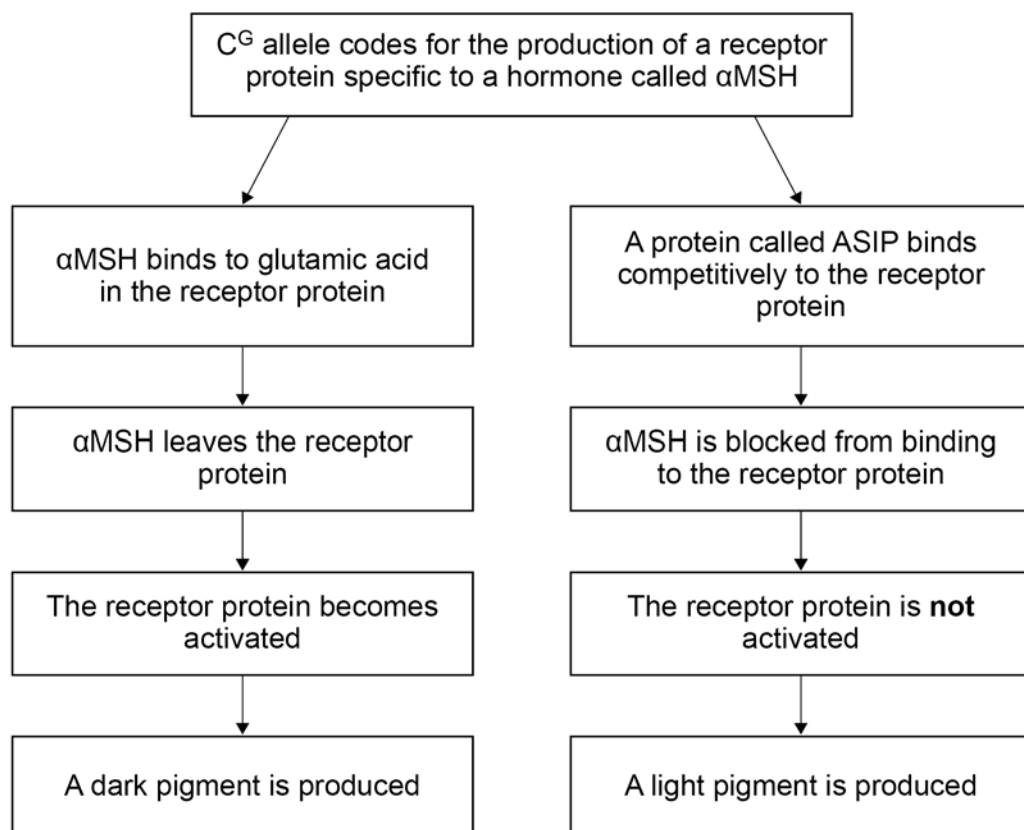 Cᴳ allele codes for the production of a receptor
protein specific to a hormone called αMSH
αMSH binds to glutamic acid
in the receptor protein
αMSH leaves the receptor
protein
The receptor protein becomes
activated
A dark pigment is produced
A protein called ASIP binds
competitively to the receptor
protein
αMSH is blocked from binding
to the receptor protein
The receptor protein is not
activated
A light pigment is produced